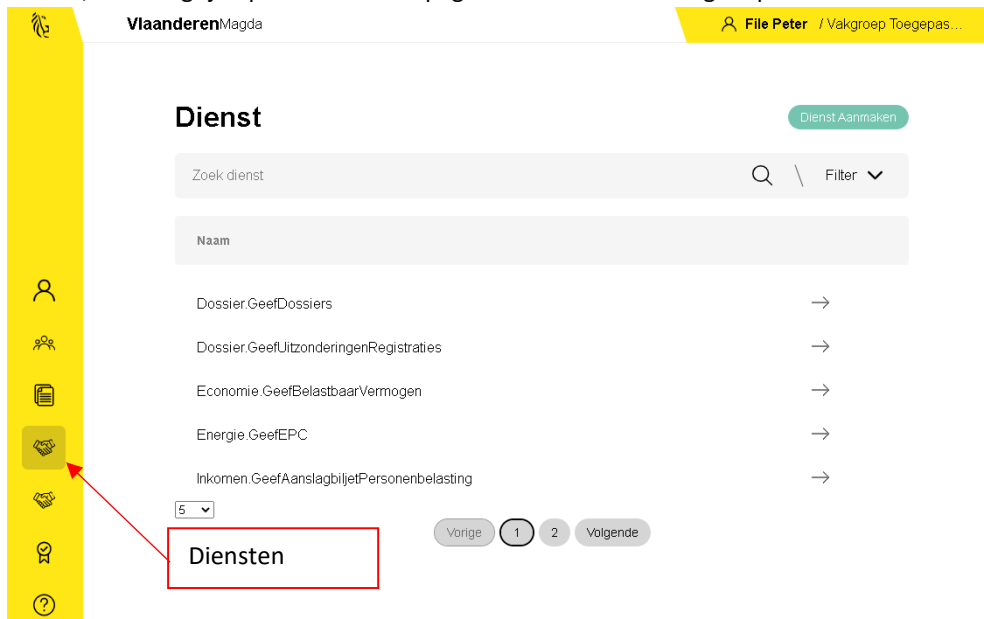 VlaanderenMagda
File Peter / Vakgroep Toegepas...
Dienst
Dienst Aanmaken
Zoek dienst
Filter
Naam
Dossier.GeefDossiers
Dossier.GeefUitzonderingenRegistraties
Economie.GeefBelastbaarVermogen
Energie.GeefEPC
Inkomen.GeefAanslagbiljetPersonenbelasting
5
Vorige 1 2 Volgende
Diensten